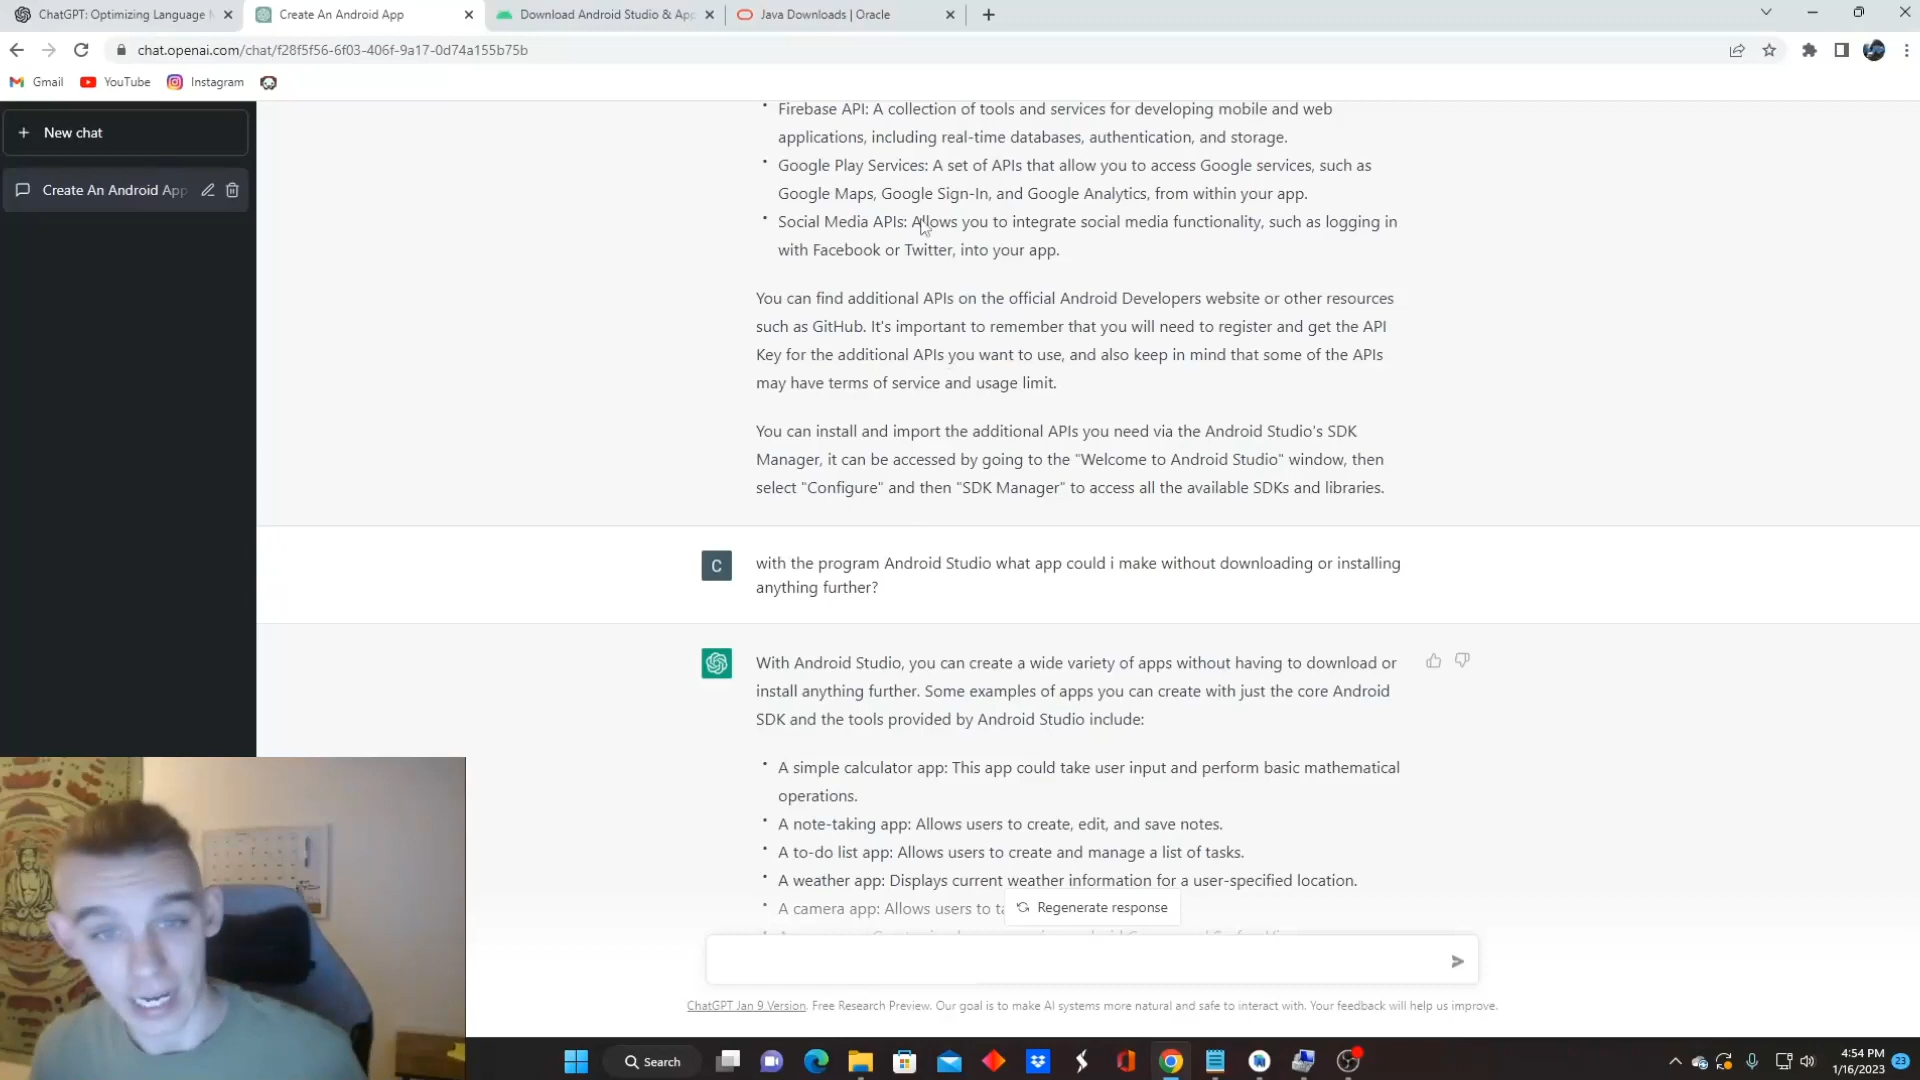 ChatGPT: Optimizing Language
Create An Android App
Download Android Studio & App
Java Downloads | Oracle
chat.openai.com/chat/f28f5f56-6f03-406f-9a17-0d74a155b75b
Gmail
YouTube
Instagram
+ New chat
Create An Android App
• Firebase API: A collection of tools and services for developing mobile and web
applications, including real-time databases, authentication, and storage.
• Google Play Services: A set of APIs that allow you to access Google services, such as
Google Maps, Google Sign-In, and Google Analytics, from within your app.
• Social Media APIs: Allows you to integrate social media functionality, such as logging in
with Facebook or Twitter, into your app.
You can find additional APIs on the official Android Developers website or other resources
such as GitHub. It's important to remember that you will need to register and get the API
Key for the additional APIs you want to use, and also keep in mind that some of the APIs
may have terms of service and usage limit.
You can install and import the additional APIs you need via the Android Studio's SDK
Manager, it can be accessed by going to the "Welcome to Android Studio" window, then
select "Configure" and then "SDK Manager" to access all the available SDKs and libraries.
C
with the program Android Studio what app could i make without downloading or installing
anything further?
With Android Studio, you can create a wide variety of apps without having to download or
install anything further. Some examples of apps you can create with just the core Android
SDK and the tools provided by Android Studio include:
• A simple calculator app: This app could take user input and perform basic mathematical
operations.
• A note-taking app: Allows users to create, edit, and save notes.
• A to-do list app: Allows users to create and manage a list of tasks.
• A weather app: Displays current weather information for a user-specified location.
• A camera app: Allows users to
Regenerate response
ChatGPT Jan 9 Version. Free Research Preview. Our goal is to make AI systems more natural and safe to interact with. Your feedback will help us improve.
Search
4:54 PM
1/16/2023
23